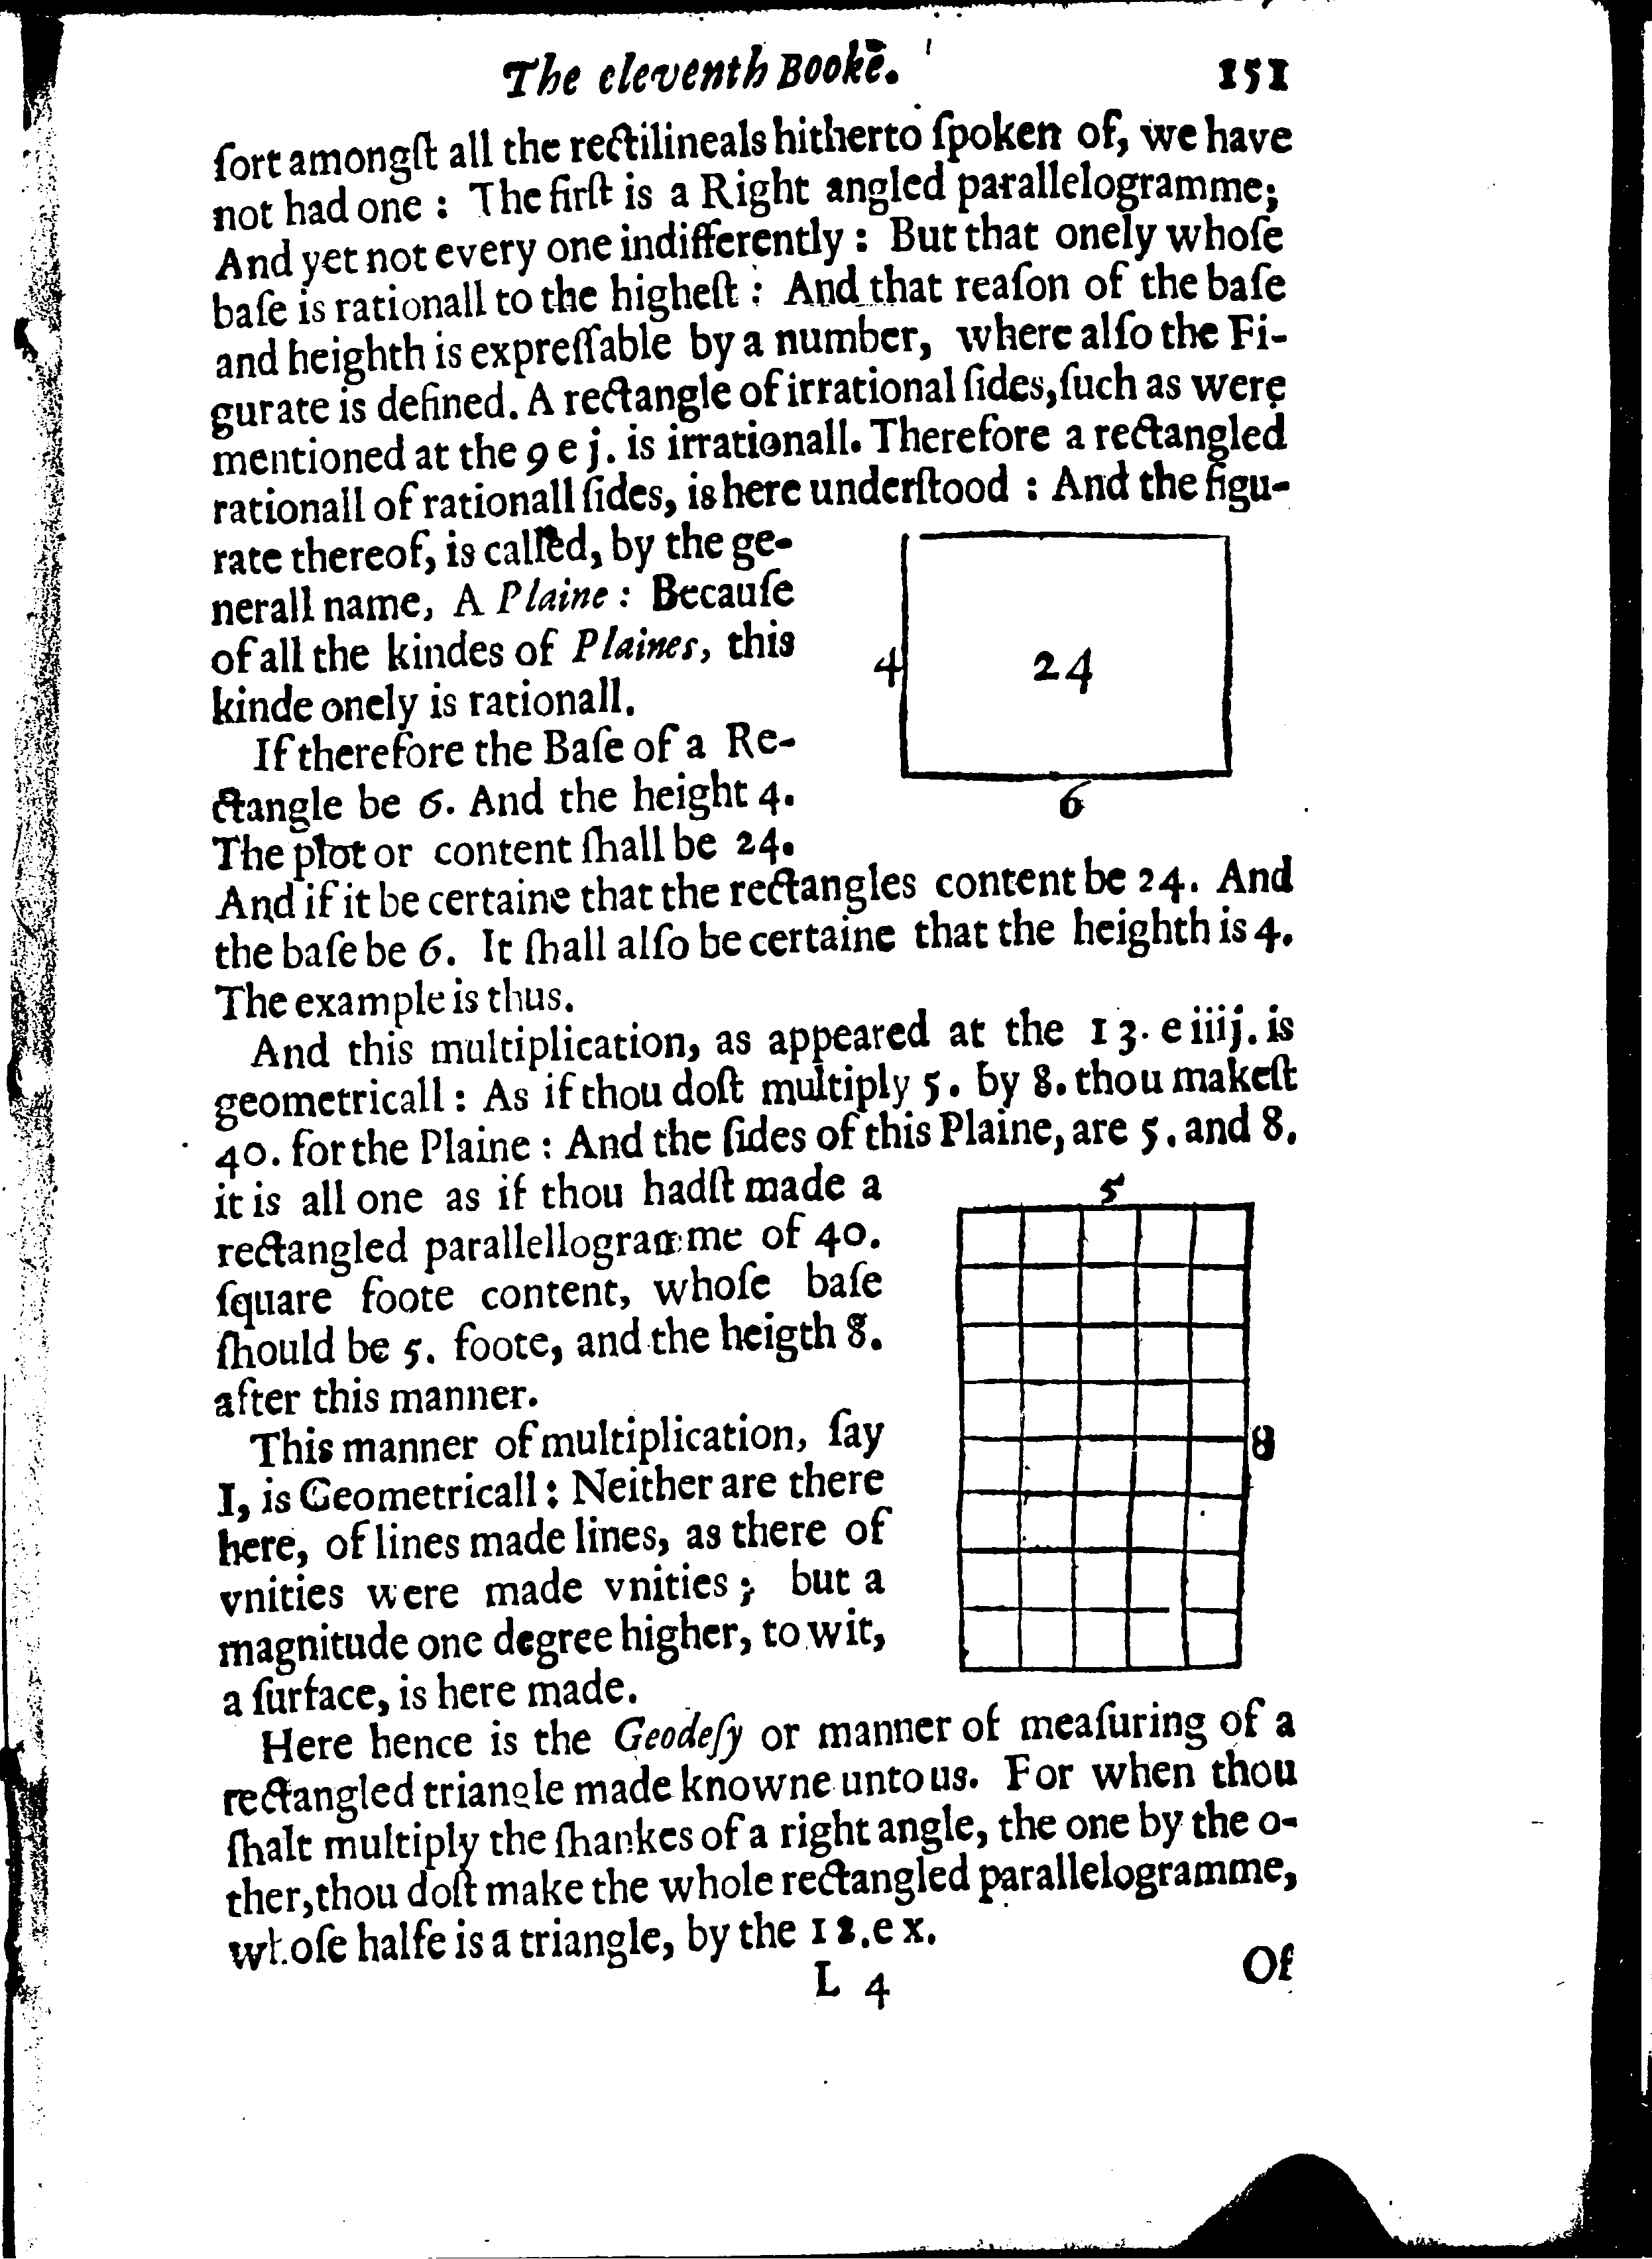 The eleventh Booke. 151
ſort amongſt all the rectilineals hitherto ſpoken of, we have
not had one : The firſt is a Right angled parallelogramme;
And yet not every one indifferently : But that onely whoſe
baſe is rationall to the higheſt : And that reaſon of the baſe
and heighth is expreſſable by a number, where alſo the Fi-
gurate is defined. A rectangle of irrational ſides, ſuch as were
mentioned at the 9 e j. is irrationall. Therefore a rectangled
rationall of rationall ſides, is here underſtood : And the figu-
rate thereof, is called, by the ge-
nerall name, A Plaine : Becauſe
of all the kindes of Plaines, this
kinde onely is rationall.
4
24
6
If therefore the Baſe of a Re-
ctangle be 6. And the height 4.
The plot or content ſhall be 24.
And if it be certaine that the rectangles content be 24. And
the baſe be 6. It ſhall alſo be certaine that the heighth is 4.
The example is thus.
And this multiplication, as appeared at the 13. e iiij. is
geometricall : As if thou doſt multiply 5. by 8. thou makeſt
40. for the Plaine : And the ſides of this Plaine, are 5. and 8.
it is all one as if thou hadſt made a
rectangled parallellogramme of 40.
ſquare foote content, whoſe baſe
ſhould be 5. foote, and the heigth 8.
after this manner.
5
8
This manner of multiplication, ſay
I, is Geometricall : Neither are there
here, of lines made lines, as there of
vnities were made vnities ; but a
magnitude one degree higher, to wit,
a ſurface, is here made.
Here hence is the Geodeſy or manner of meaſuring of a
rectangled triangle made knowne unto us. For when thou
ſhalt multiply the ſhankes of a right angle, the one by the o-
ther, thou doſt make the whole rectangled parallelogramme,
whoſe halfe is a triangle, by the 12. e x.
L 4 Of